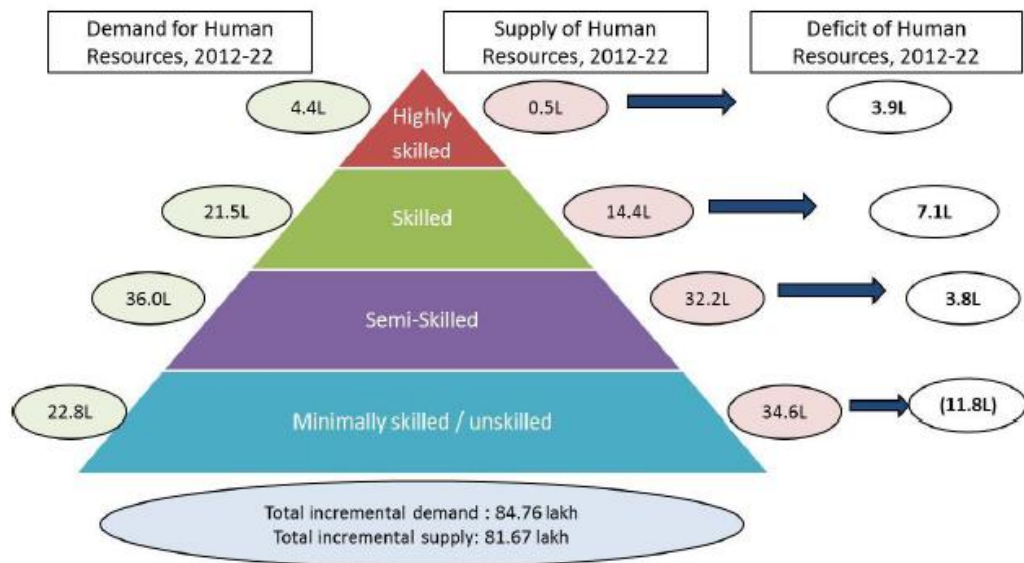 Demand for Human
Resources, 2012-22
Supply of Human
Resources, 2012-22
Deficit of Human
Resources, 2012-22
4.4L
Highly
skilled
0.5L
3.9L
21.5L
Skilled
14.4L
7.1L
36.0L
Semi-Skilled
32.2L
3.8L
22.8L
Minimally skilled / unskilled
34.6L
(11.8L)
Total incremental demand : 84.76 lakh
Total incremental supply: 81.67 lakh